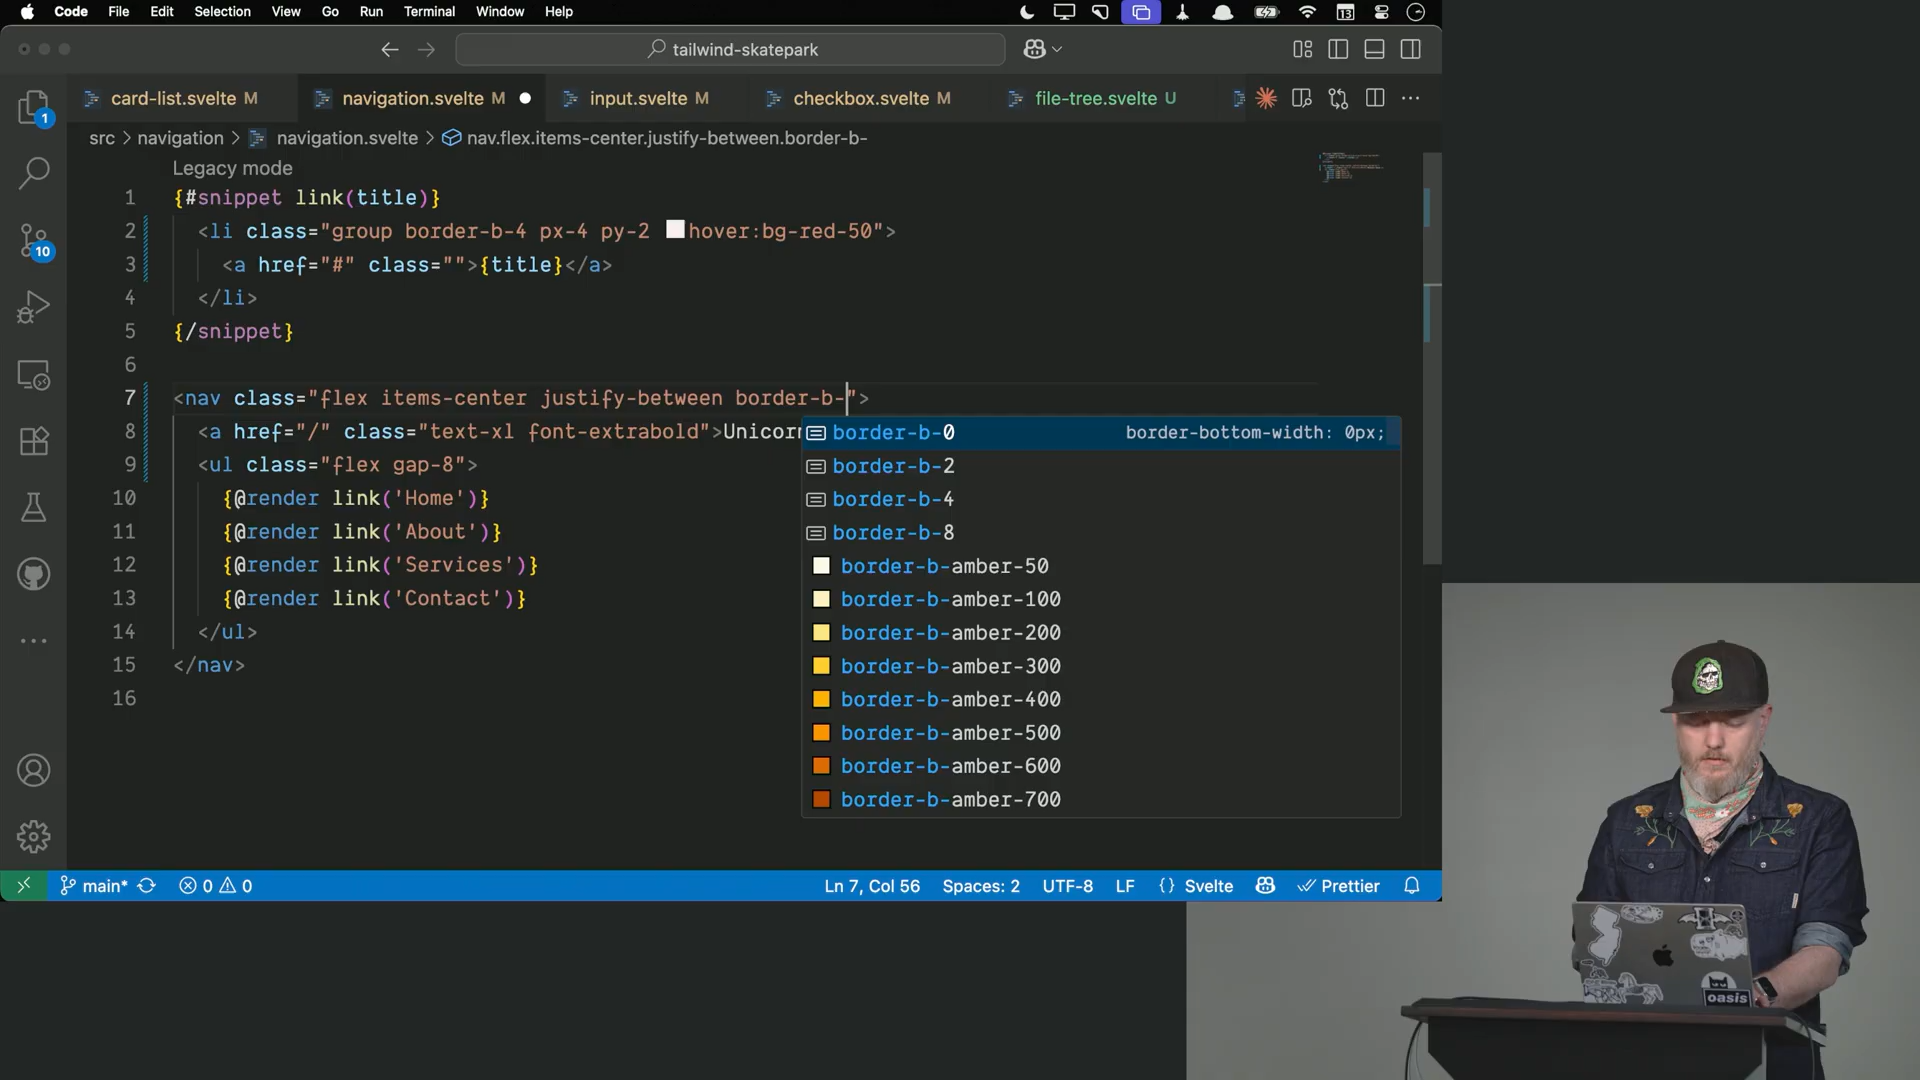 Code File Edit Selection View Go Run Terminal Window Help 13
tailwind-skatepark
card-list.svelte M navigation.svelte M input.svelte M checkbox.svelte M file-tree.svelte U
src > navigation > navigation.svelte > nav.flex.items-center.justify-between.border-b-
Legacy mode
1 {#snippet link(title)}
2 <li class="group border-b-4 px-4 py-2 hover:bg-red-50">
3 <a href="#" class="">{title}</a>
4 </li>
5 {/snippet}
6
7 <nav class="flex items-center justify-between border-b-">
8 <a href="/" class="text-xl font-extrabold">Unicorn
9 <ul class="flex gap-8">
10 {@render link('Home')}
11 {@render link('About')}
12 {@render link('Services')}
13 {@render link('Contact')}
14 </ul>
15 </nav>
16
border-b-0 border-bottom-width: 0px;
border-b-2
border-b-4
border-b-8
border-b-amber-50
border-b-amber-100
border-b-amber-200
border-b-amber-300
border-b-amber-400
border-b-amber-500
border-b-amber-600
border-b-amber-700
1
10
main* 0 0 Ln 7, Col 56 Spaces: 2 UTF-8 LF {} Svelte Prettier
oasis